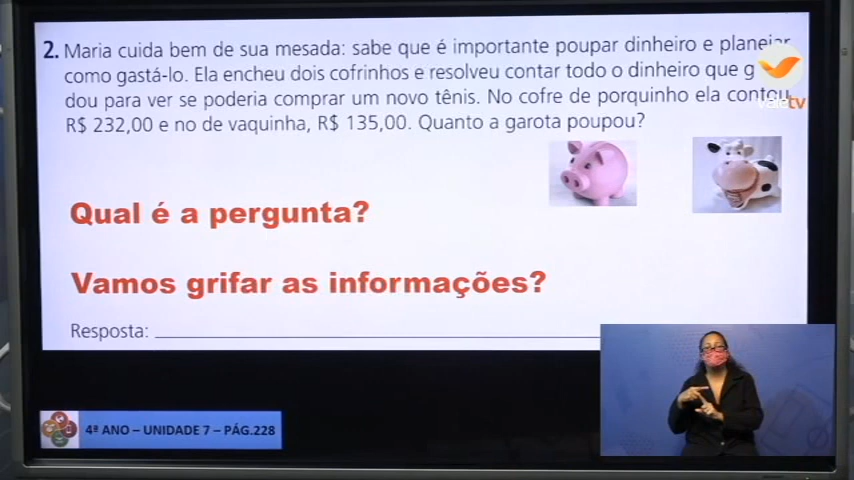 2. Maria cuida bem de sua mesada: sabe que é importante poupar dinheiro e planejar
como gastá-lo. Ela encheu dois cofrinhos e resolveu contar todo o dinheiro que g
dou para ver se poderia comprar um novo tênis. No cofre de porquinho ela contou
R$ 232,00 e no de vaquinha, R$ 135,00. Quanto a garota poupou?
Qual é a pergunta?
Vamos grifar as informações?
Resposta:
4ª ANO – UNIDADE 7 – PÁG.228